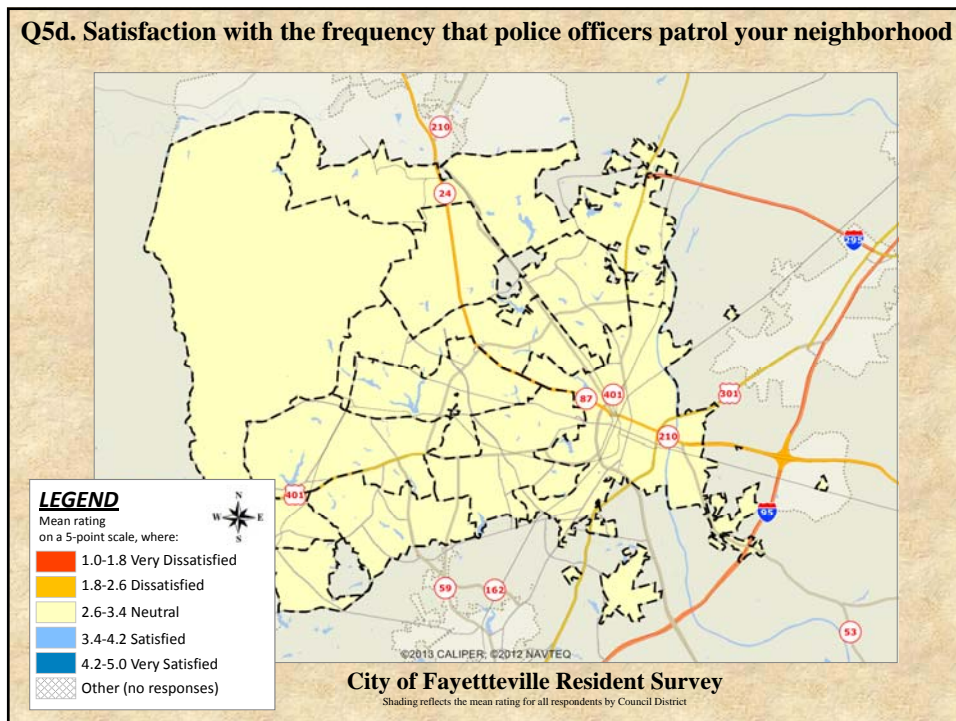 Q5d. Satisfaction with the frequency that police officers patrol your neighborhood
210
24
295
87
401
301
210
401
95
59
162
53
LEGEND
Mean rating
on a 5-point scale, where:
N
W E
S
1.0-1.8 Very Dissatisfied
1.8-2.6 Dissatisfied
2.6-3.4 Neutral
3.4-4.2 Satisfied
4.2-5.0 Very Satisfied
Other (no responses)
©2013 CALIPER; ©2012 NAVTEQ
City of Fayettteville Resident Survey
Shading reflects the mean rating for all respondents by Council District